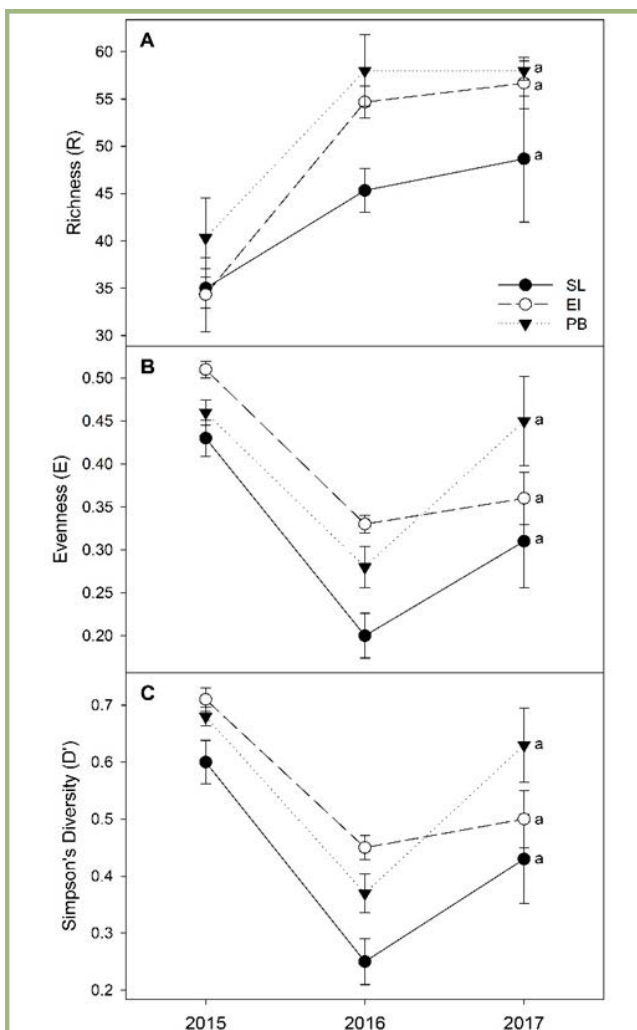 A
60
55
50
45
40
35
30
Richness (R)
a
a
a
SL
EI
PB
B
0.50
0.45
0.40
0.35
0.30
0.25
0.20
Evenness (E)
a
a
a
C
0.7
0.6
0.5
0.4
0.3
0.2
Simpson's Diversity (D')
a
a
a
2015 2016 2017